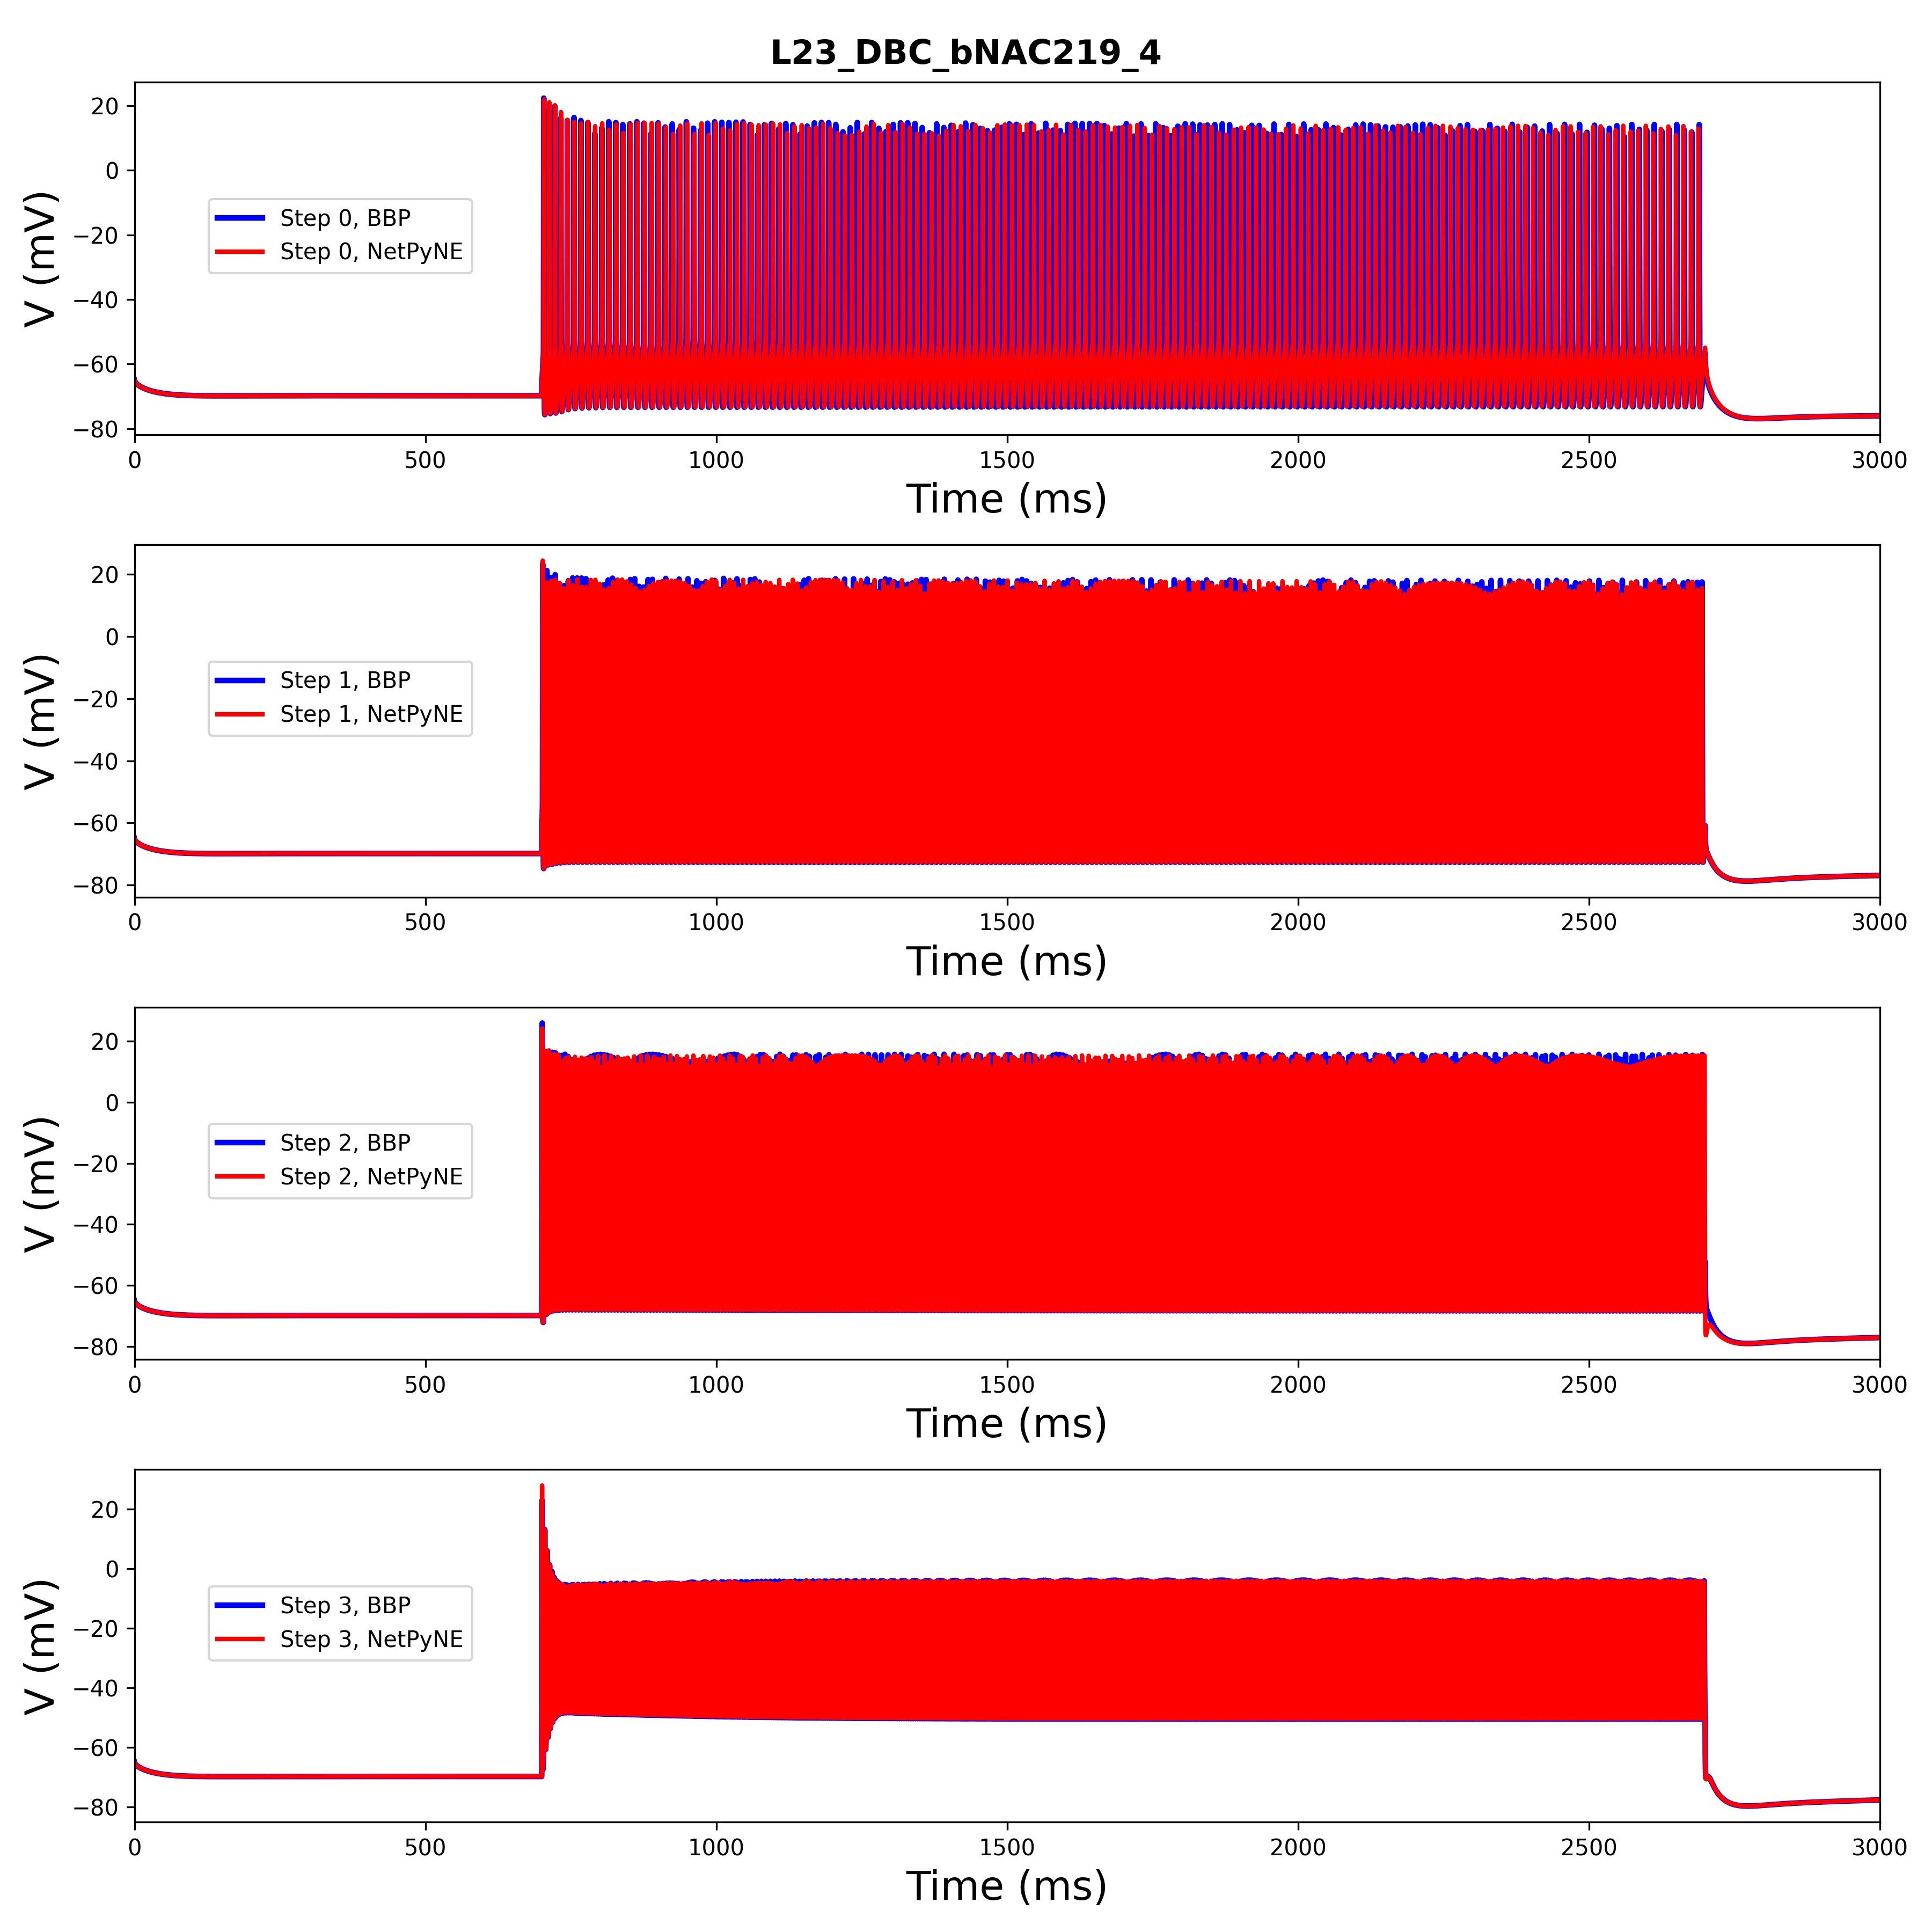 L23_DBC_bNAC219_4
20
0
−20
−40
−60
−80
V (mV)
Step 0, BBP
Step 0, NetPyNE
0 500 1000 1500 2000 2500 3000
Time (ms)
20
0
−20
−40
−60
−80
V (mV)
Step 1, BBP
Step 1, NetPyNE
0 500 1000 1500 2000 2500 3000
Time (ms)
20
0
−20
−40
−60
−80
V (mV)
Step 2, BBP
Step 2, NetPyNE
0 500 1000 1500 2000 2500 3000
Time (ms)
20
0
−20
−40
−60
−80
V (mV)
Step 3, BBP
Step 3, NetPyNE
0 500 1000 1500 2000 2500 3000
Time (ms)